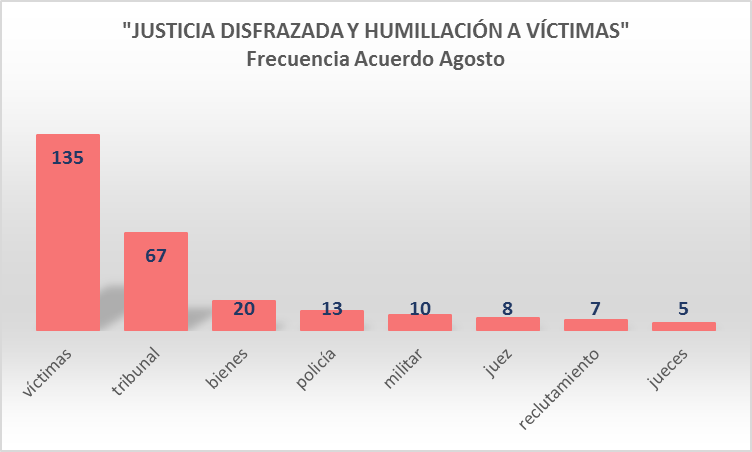 "JUSTICIA DISFRAZADA Y HUMILLACIÓN A VÍCTIMAS"
Frecuencia Acuerdo Agosto
135
67
20
13
10
8
7
5
víctimas
tribunal
bienes
policía
militar
juez
reclutamiento
jueces